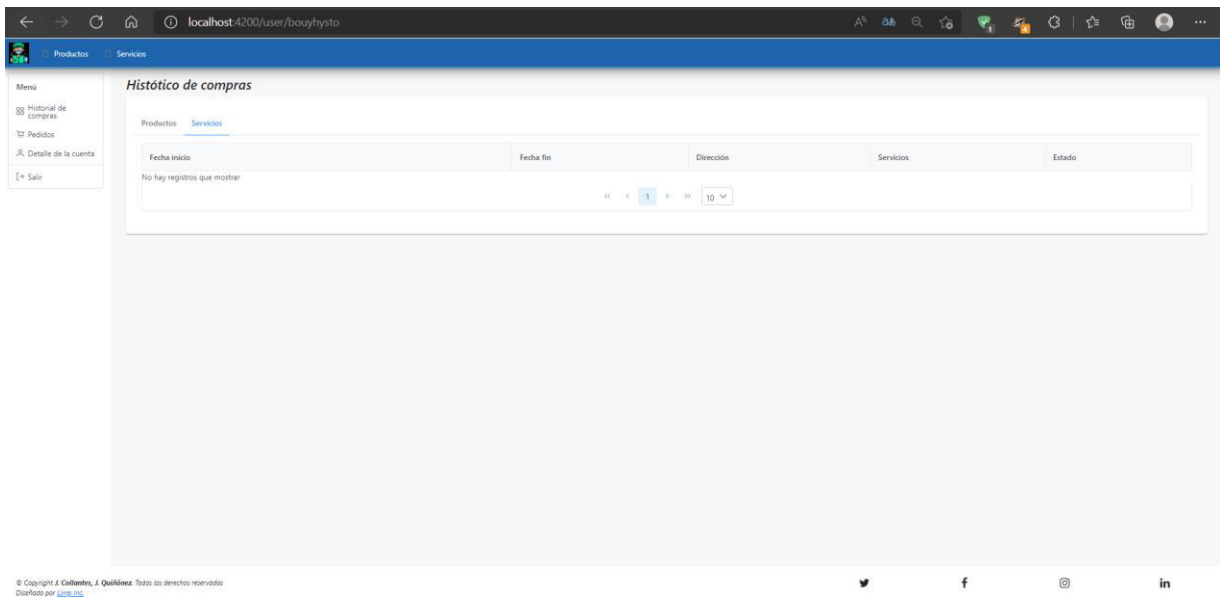 localhost:4200/user/bouyhysto
Productos Servicios
Menú
Historial de
compras
Pedidos
Detalle de la cuenta
Salir
Histótico de compras
Productos Servicios
Fecha inicio Fecha fin Dirección Servicios Estado
No hay registros que mostrar
« ‹ 1 › » 10
© Copyright J. Collantes, J. Quiñónez. Todos los derechos reservados
Diseñado por Lime Inc.